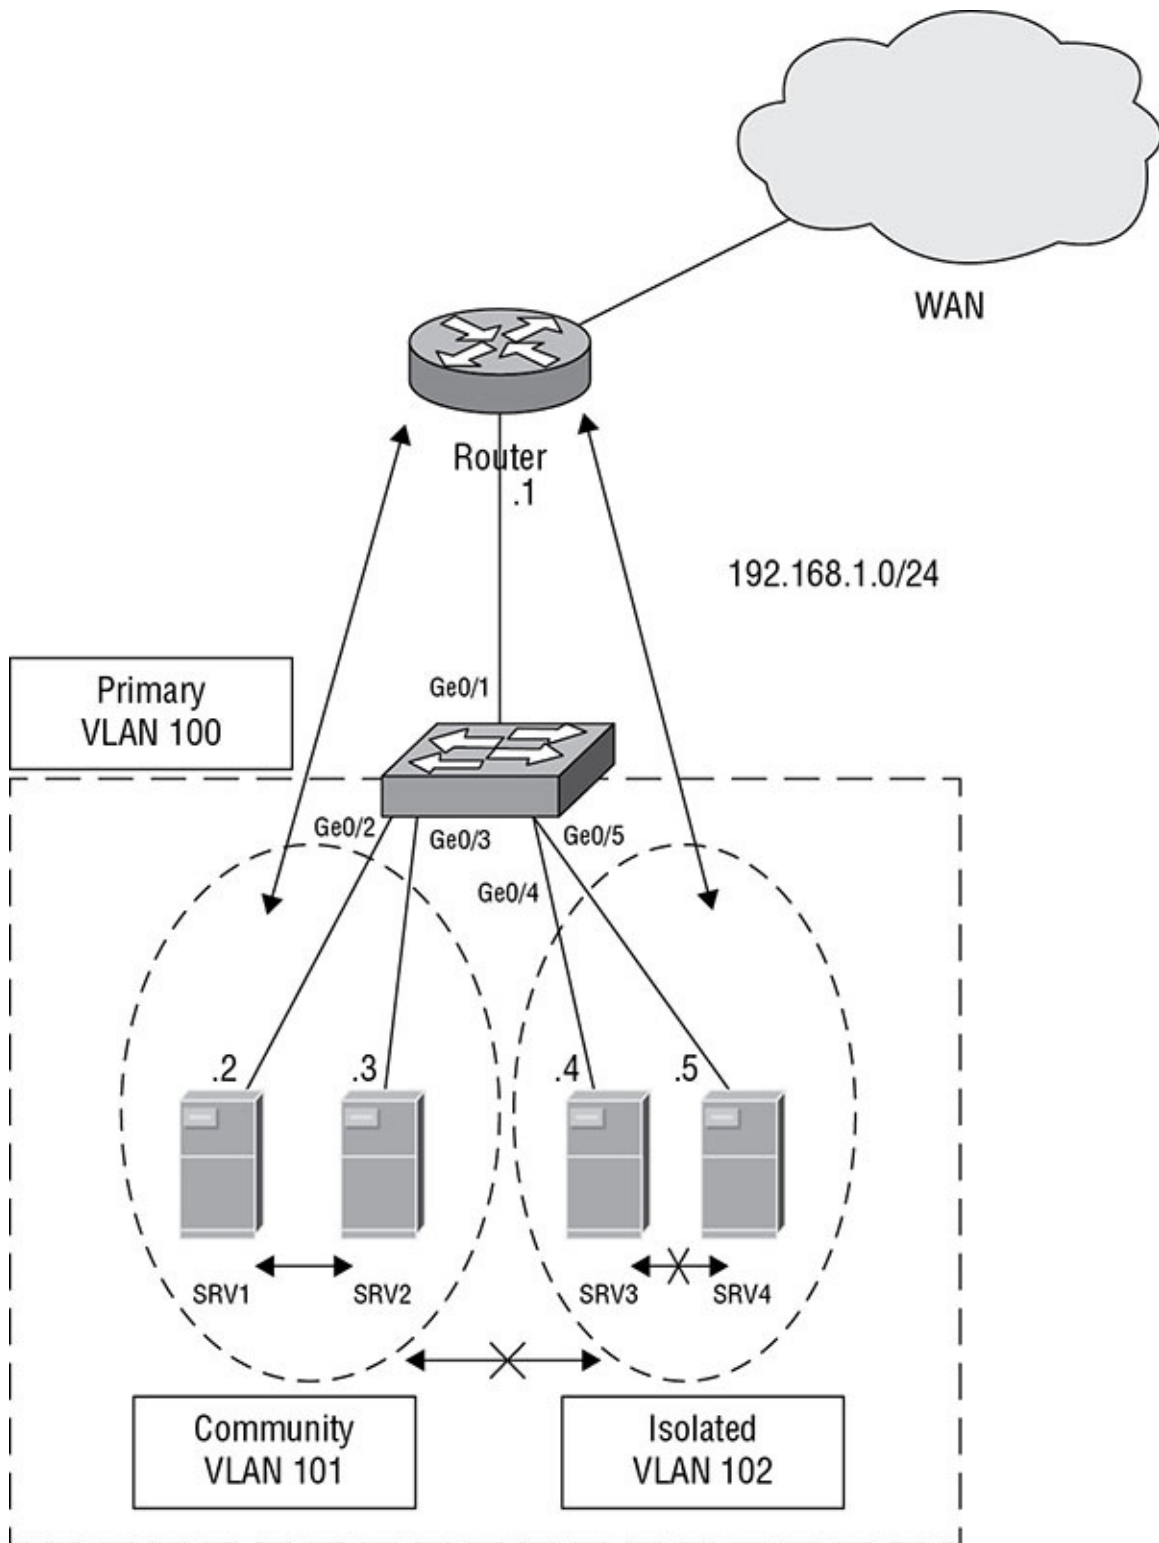 WAN
Router
.1
192.168.1.0/24
Primary
VLAN 100
Ge0/1
Ge0/2
Ge0/3
Ge0/5
Ge0/4
.2
.3
.4
.5
SRV1
SRV2
SRV3
SRV4
Community
VLAN 101
Isolated
VLAN 102